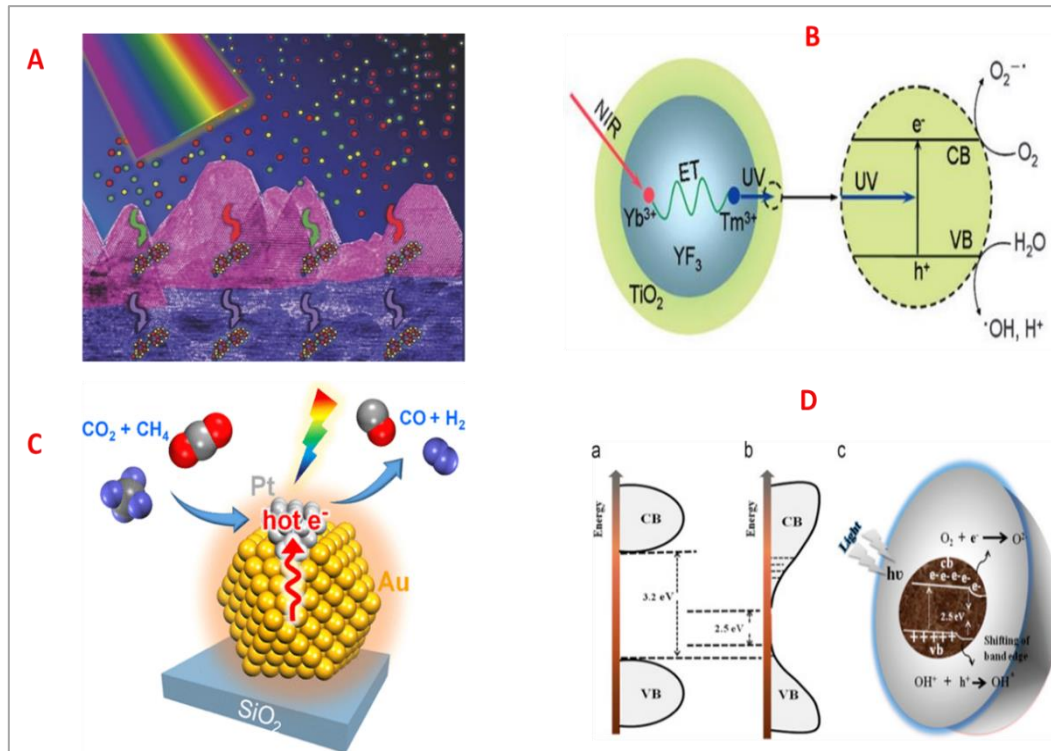 A
B
NIR
ET
UV
Yb³⁺
Tm³⁺
YF₃
TiO₂
UV
e⁻
CB
VB
h⁺
O₂⁻•
O₂
H₂O
•OH, H⁺
C
CO₂ + CH₄
CO + H₂
Pt
hot e⁻
Au
SiO₂
D
a
Energy
CB
3.2 eV
VB
b
Energy
CB
2.5 eV
VB
c
Light
hυ
O₂ + e⁻ → O²⁻
cb
e- e- e- e- e-
2.5 eV
+++++
vb
Shifting of
band edge
OH⁺ + h⁺ → OH•